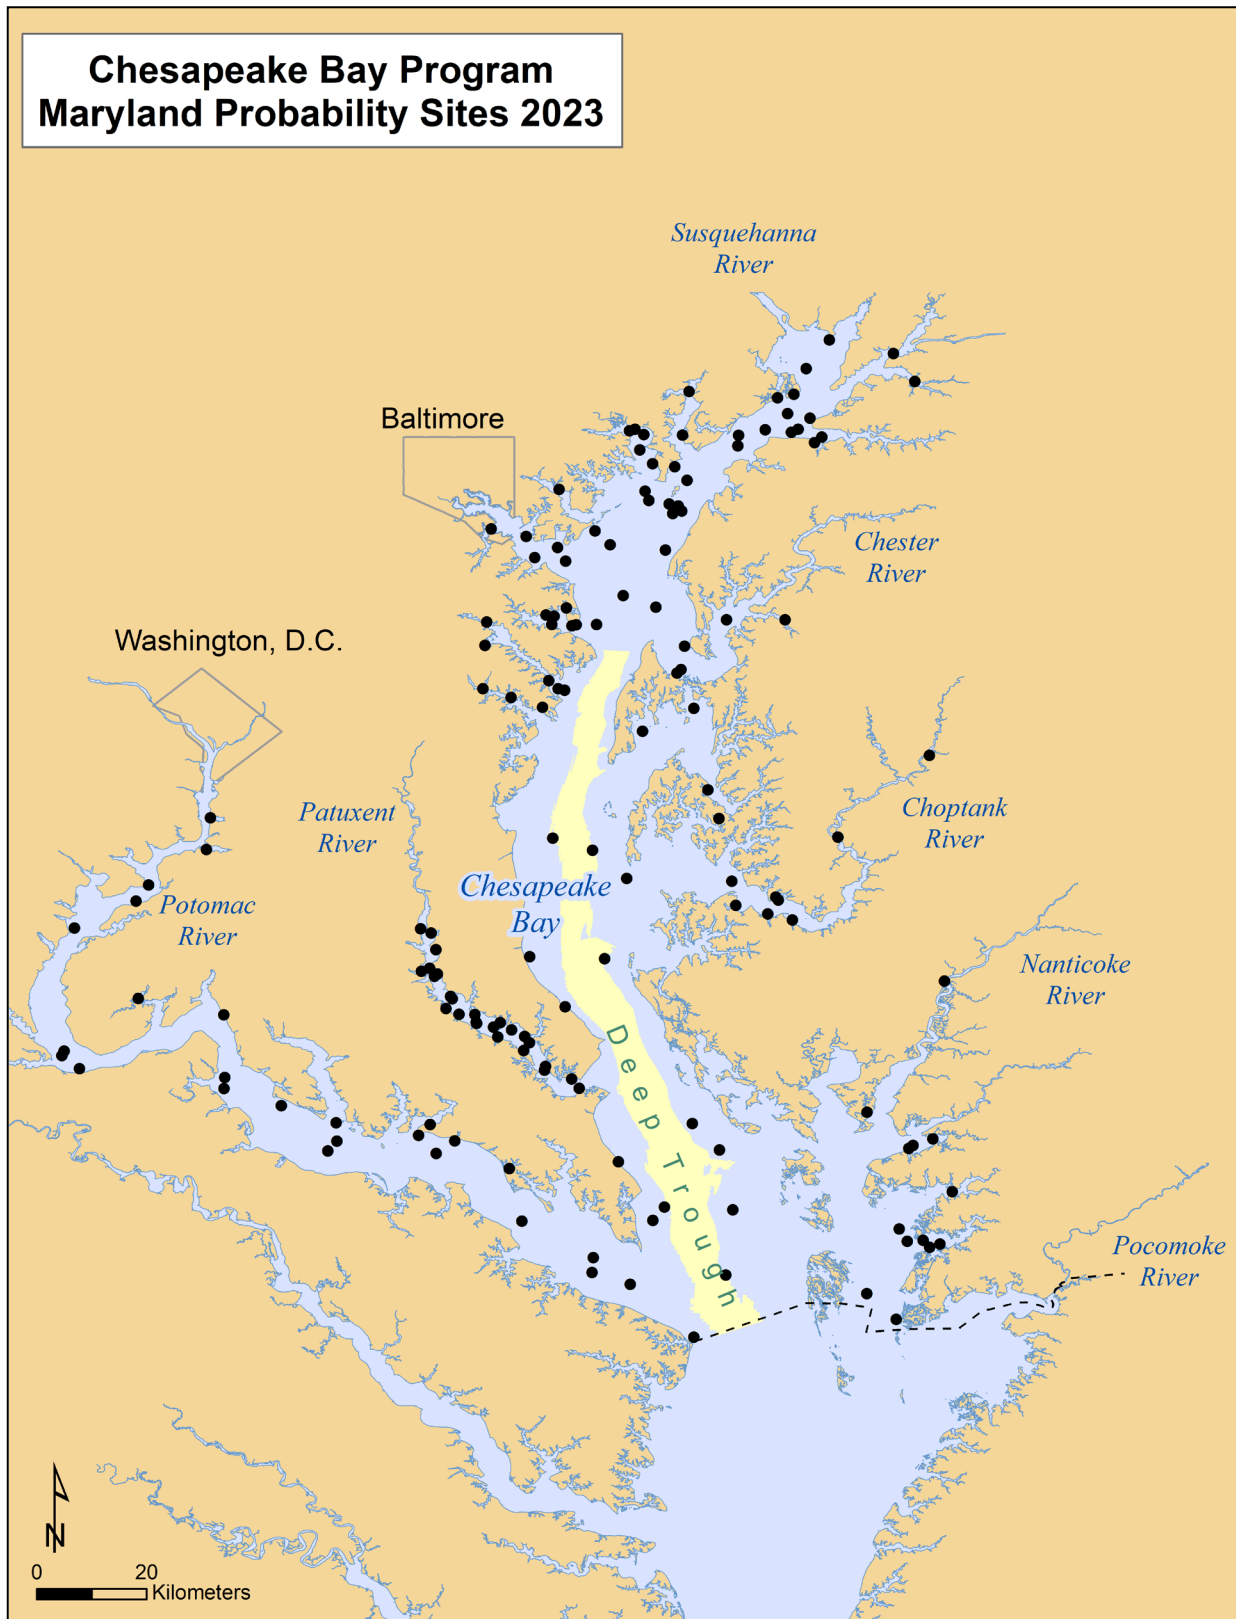 Chesapeake Bay Program
Maryland Probability Sites 2023
Susquehanna
River
Baltimore
Chester
River
Washington, D.C.
Patuxent
River
Choptank
River
Chesapeake
Bay
Potomac
River
Nanticoke
River
Deep Trough
Pocomoke
River
N
0 20
Kilometers